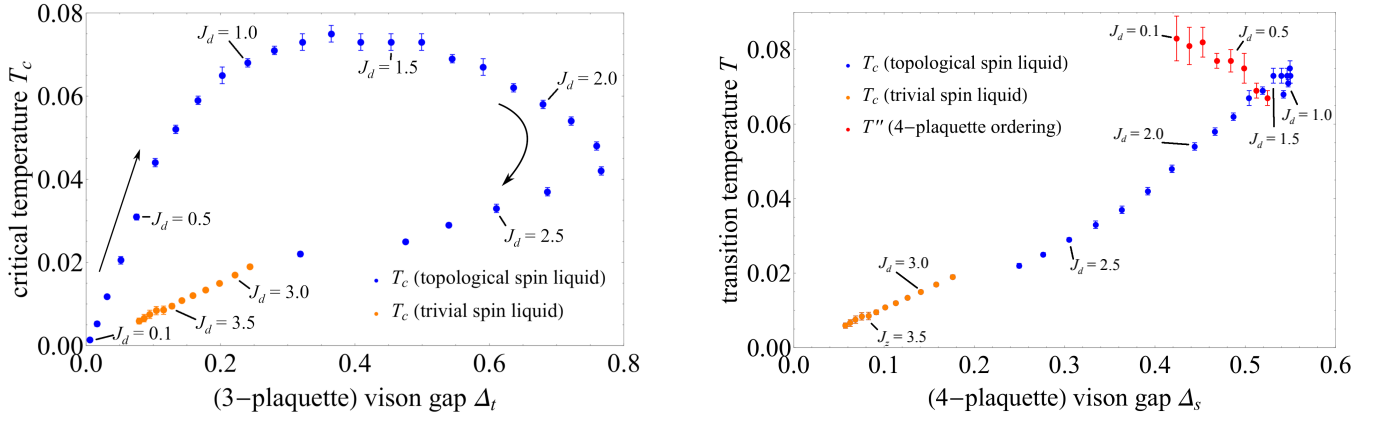 critical temperature T_c
0.08
0.06
0.04
0.02
0.00
0.0
0.2
0.4
0.6
0.8
(3−plaquette) vison gap Δ_t
J_d = 1.0
J_d = 1.5
J_d = 2.0
J_d = 0.5
J_d = 2.5
J_d = 3.0
J_d = 3.5
J_d = 0.1
T_c (topological spin liquid)
T_c (trivial spin liquid)
transition temperature T
0.08
0.06
0.04
0.02
0.00
0.0
0.1
0.2
0.3
0.4
0.5
0.6
(4−plaquette) vison gap Δ_s
T_c (topological spin liquid)
T_c (trivial spin liquid)
T″ (4−plaquette ordering)
J_d = 0.1
J_d = 0.5
J_d = 1.0
J_d = 1.5
J_d = 2.0
J_d = 2.5
J_d = 3.0
J_z = 3.5